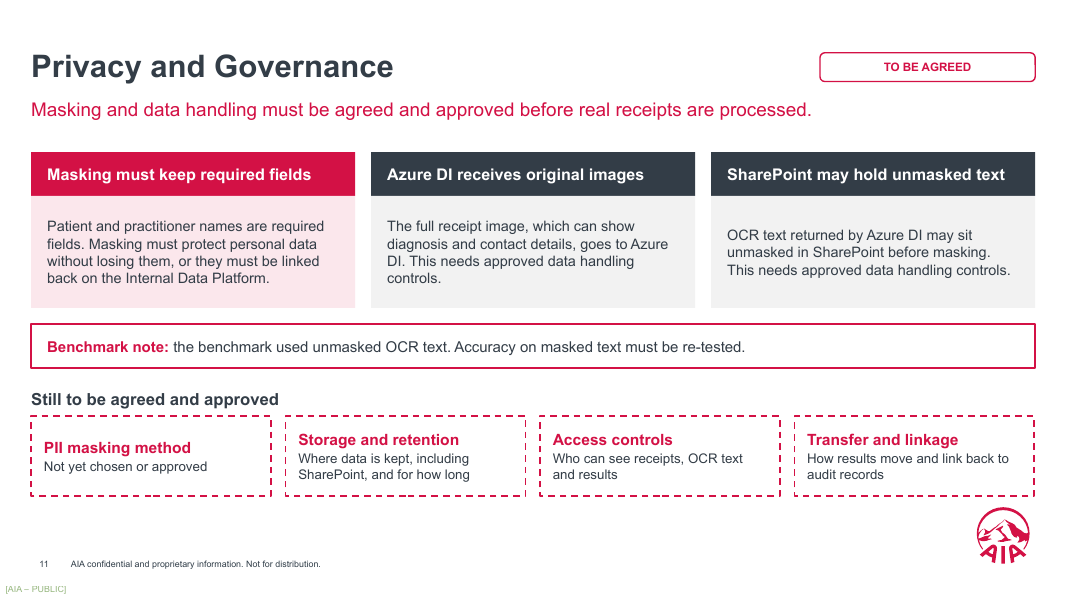 Privacy and Governance
TO BE AGREED
Masking and data handling must be agreed and approved before real receipts are processed.
Masking must keep required fields
Patient and practitioner names are required
fields. Masking must protect personal data
without losing them, or they must be linked
back on the Internal Data Platform.
Azure DI receives original images
The full receipt image, which can show
diagnosis and contact details, goes to Azure
DI. This needs approved data handling
controls.
SharePoint may hold unmasked text
OCR text returned by Azure DI may sit
unmasked in SharePoint before masking.
This needs approved data handling controls.
Benchmark note: the benchmark used unmasked OCR text. Accuracy on masked text must be re-tested.
Still to be agreed and approved
PII masking method
Not yet chosen or approved
Storage and retention
Where data is kept, including
SharePoint, and for how long
Access controls
Who can see receipts, OCR text
and results
Transfer and linkage
How results move and link back to
audit records
AIA
11 AIA confidential and proprietary information. Not for distribution.
[AIA – PUBLIC]